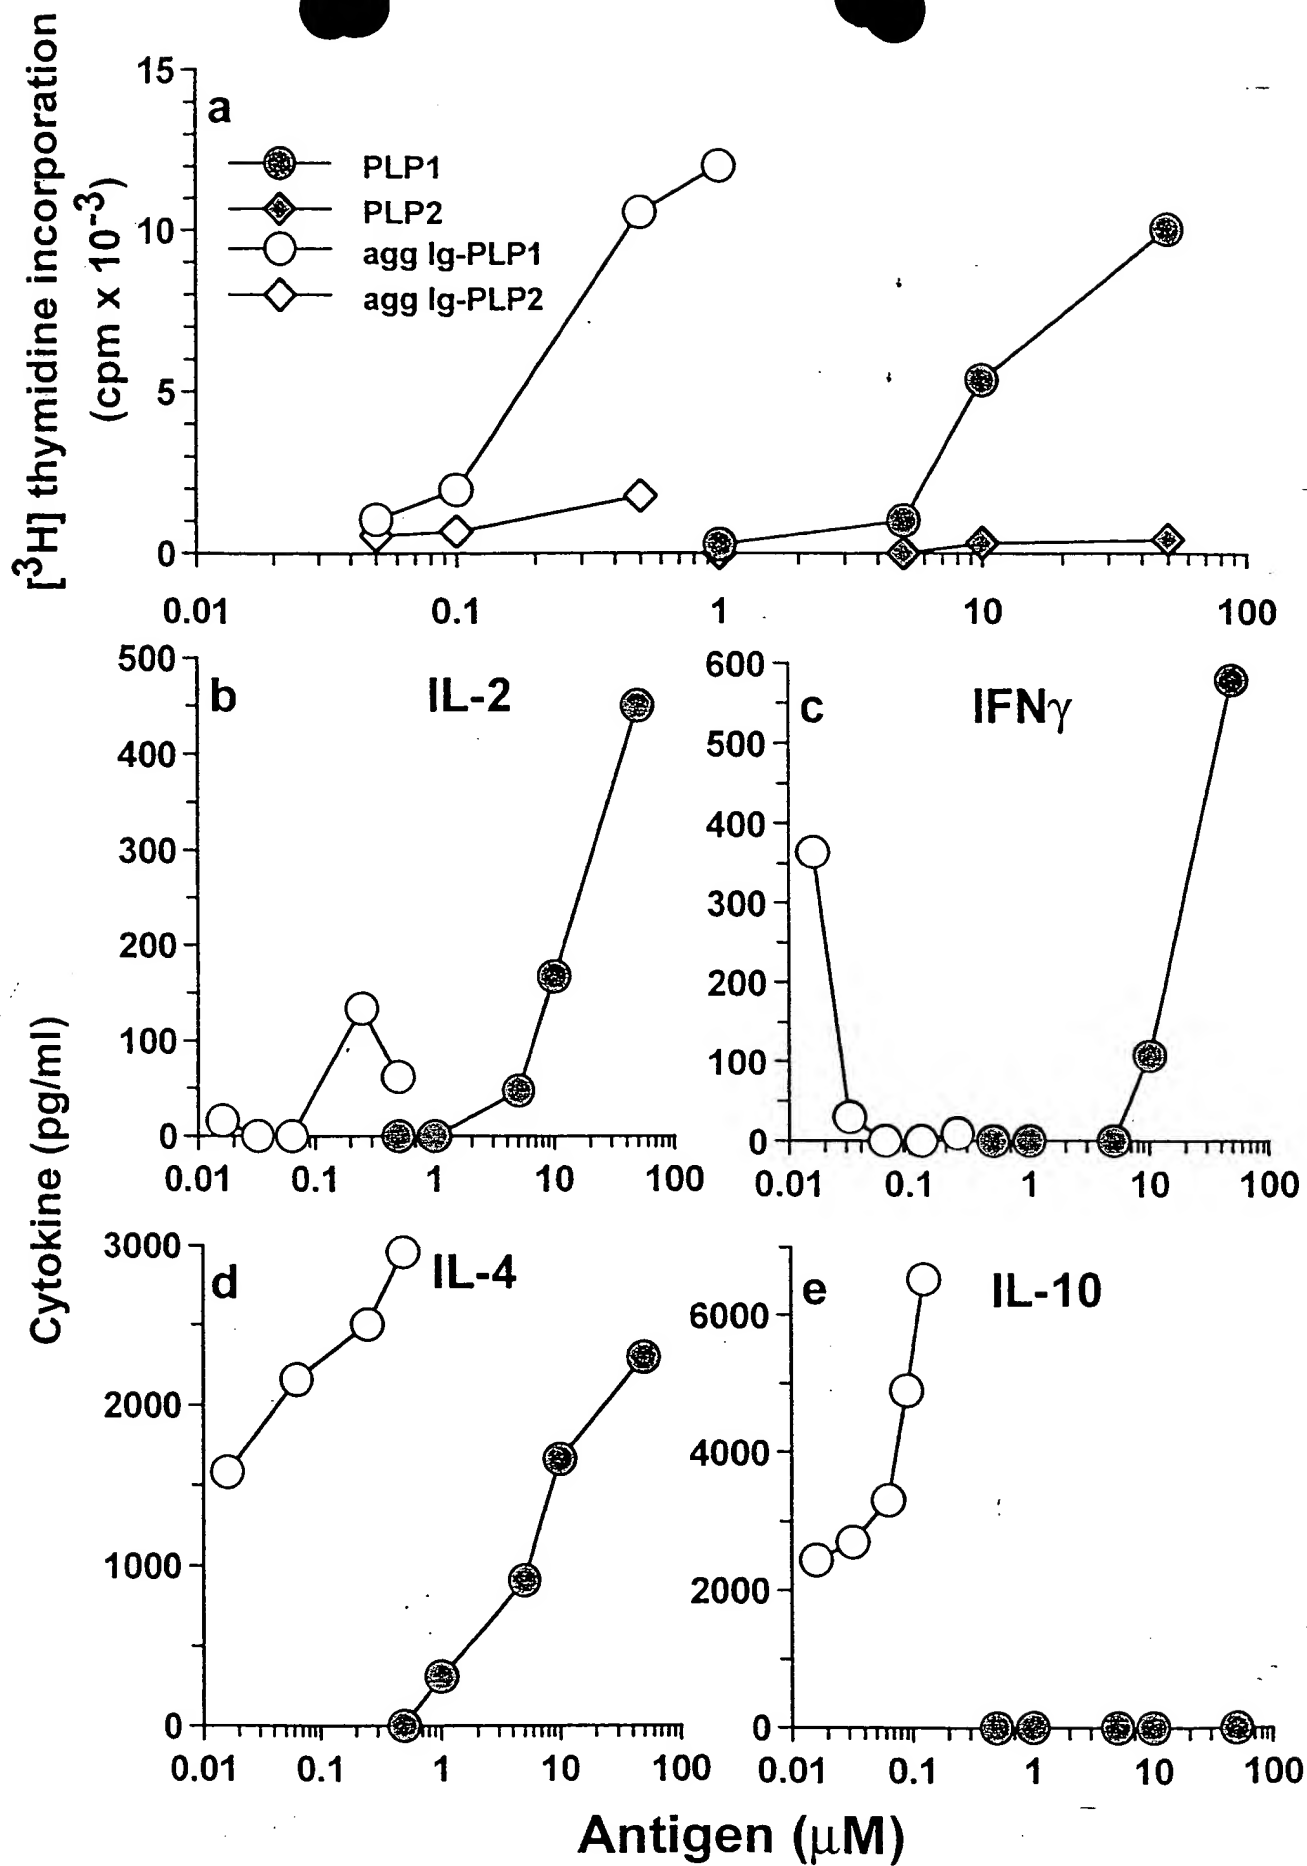 [³H] thymidine incorporation
(cpm x 10⁻³)
a
15
10
5
0
PLP1
PLP2
agg Ig-PLP1
agg Ig-PLP2
0.01 0.1 1 10 100
Cytokine (pg/ml)
b IL-2
500
400
300
200
100
0
0.01 0.1 1 10 100
c IFNγ
600
500
400
300
200
100
0
0.01 0.1 1 10 100
d IL-4
3000
2000
1000
0
0.01 0.1 1 10 100
e IL-10
6000
4000
2000
0
0.01 0.1 1 10 100
Antigen (μM)